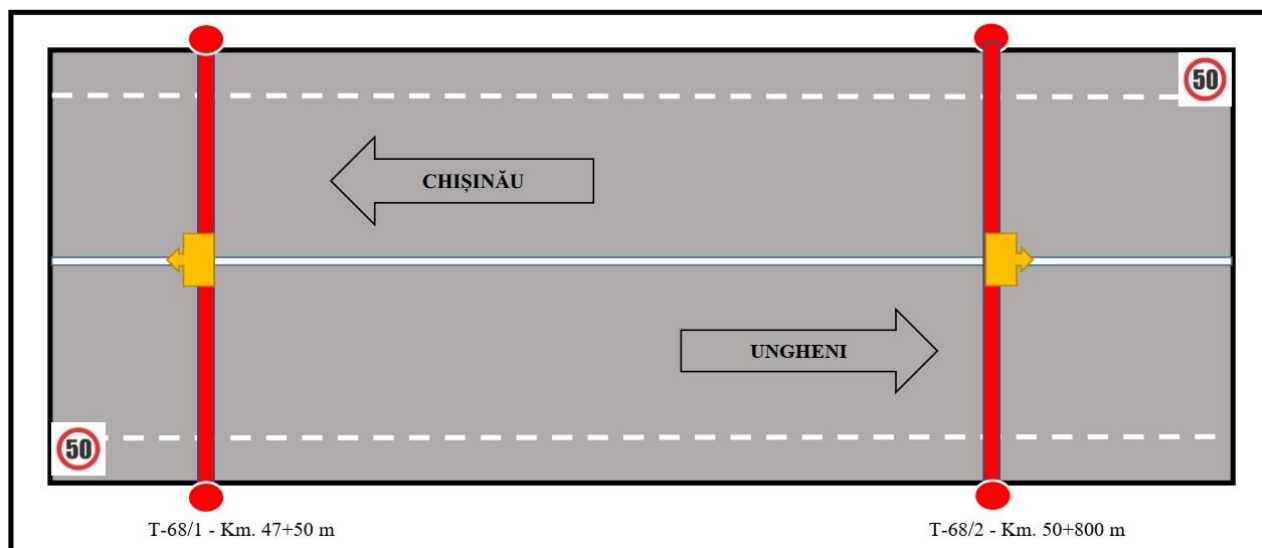 50
CHIȘINĂU
UNGHENI
50
T-68/1 - Km. 47+50 m
T-68/2 - Km. 50+800 m